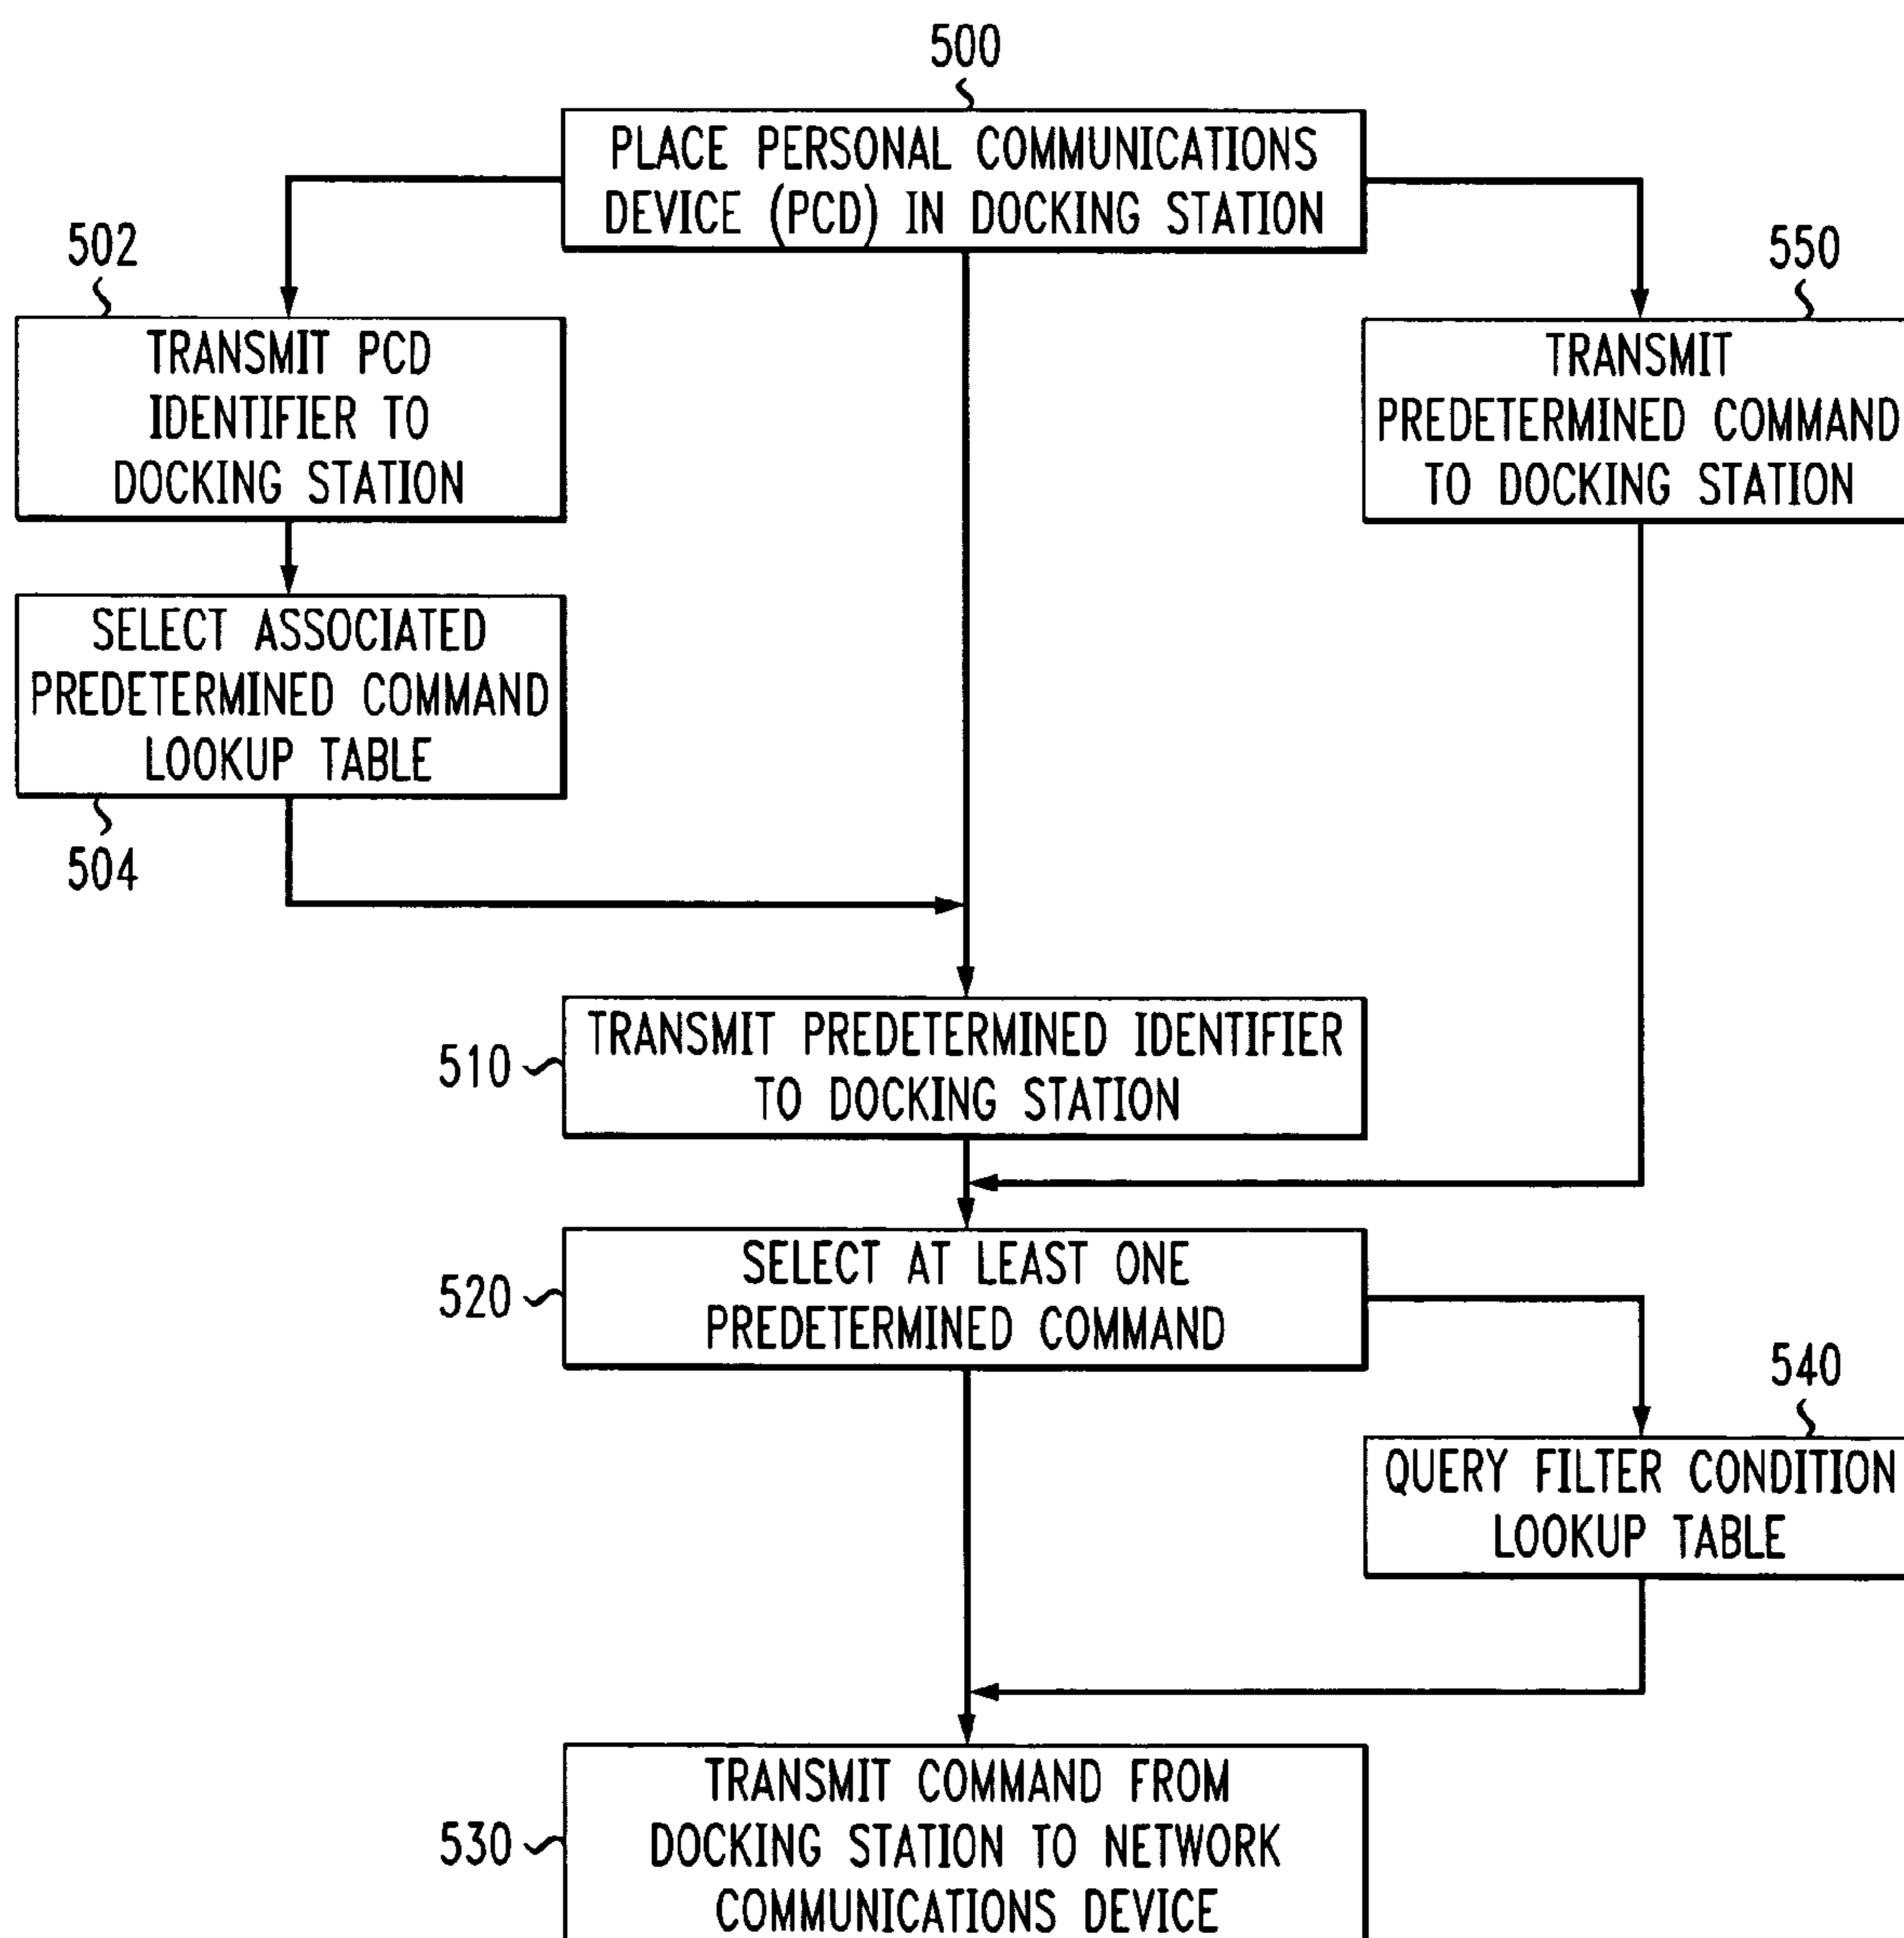 500
PLACE PERSONAL COMMUNICATIONS
DEVICE (PCD) IN DOCKING STATION
502
TRANSMIT PCD
IDENTIFIER TO
DOCKING STATION
550
TRANSMIT
PREDETERMINED COMMAND
TO DOCKING STATION
SELECT ASSOCIATED
PREDETERMINED COMMAND
LOOKUP TABLE
504
510
TRANSMIT PREDETERMINED IDENTIFIER
TO DOCKING STATION
520
SELECT AT LEAST ONE
PREDETERMINED COMMAND
540
QUERY FILTER CONDITION
LOOKUP TABLE
530
TRANSMIT COMMAND FROM
DOCKING STATION TO NETWORK
COMMUNICATIONS DEVICE